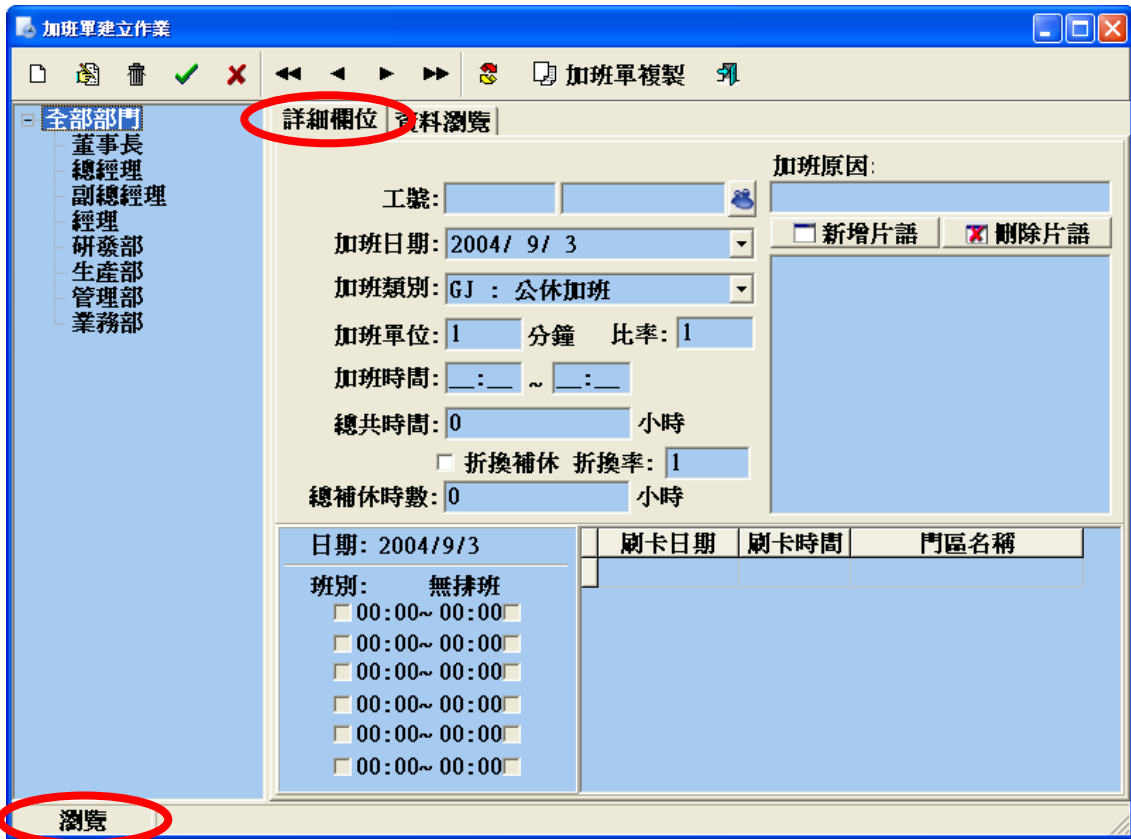 加班單建立作業
加班單複製
全部部門
董事長
總經理
副總經理
經理
研發部
生產部
管理部
業務部
詳細欄位 資料瀏覽
工號:
加班日期: 2004/ 9/ 3
加班類別: GJ : 公休加班
加班單位: 1 分鐘 比率: 1
加班時間: __:__ ~ __:__
總共時間: 0 小時
折換補休 折換率: 1
總補休時數: 0 小時
加班原因:
新增片語 刪除片語
日期: 2004/9/3
班別: 無排班
00:00~ 00:00
00:00~ 00:00
00:00~ 00:00
00:00~ 00:00
00:00~ 00:00
00:00~ 00:00
刷卡日期 刷卡時間 門區名稱
瀏覽